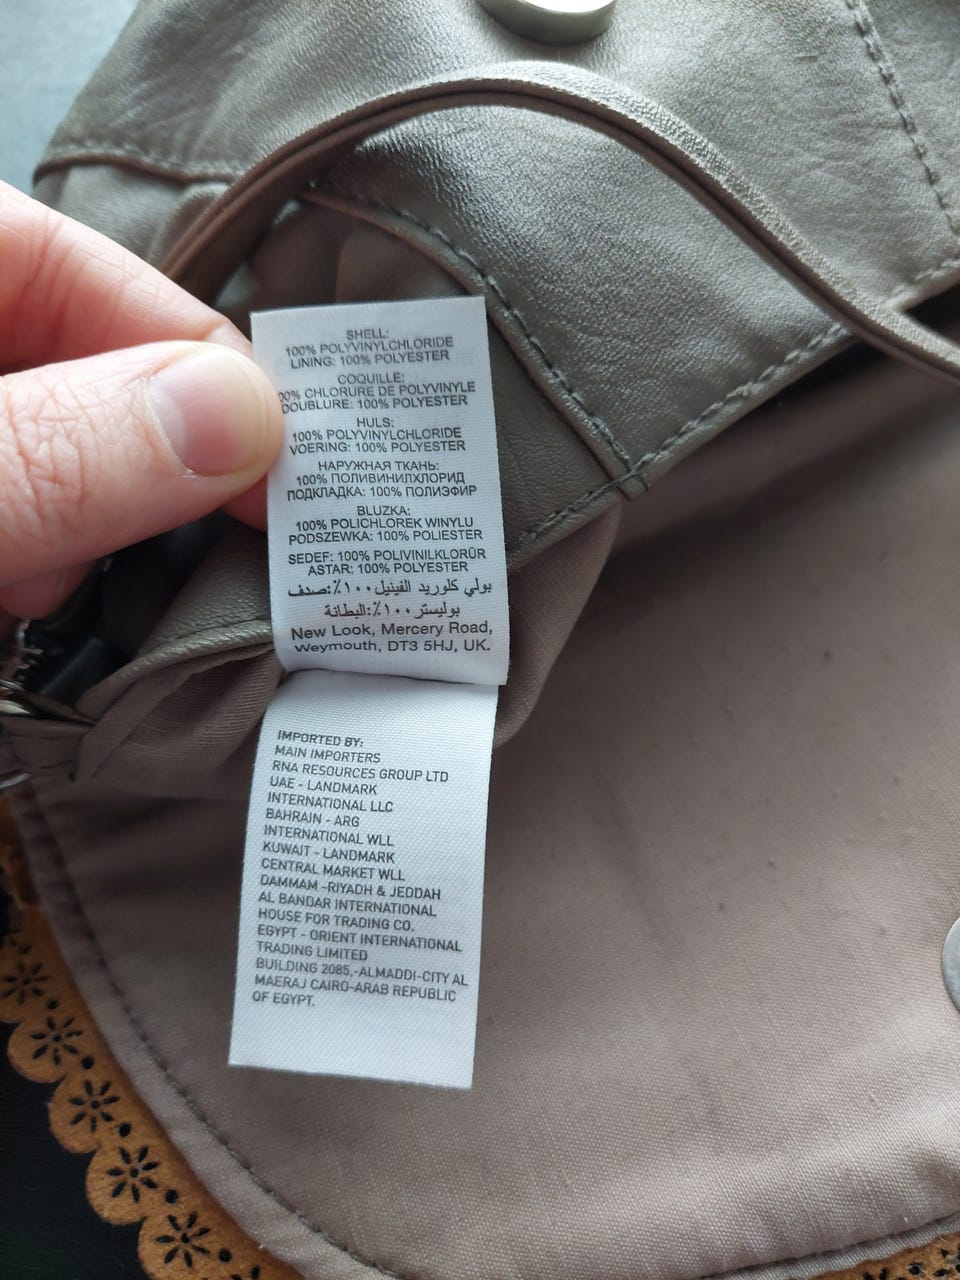 SHELL:
100% POLYVINYLCHLORIDE
LINING: 100% POLYESTER
COQUILLE:
00% CHLORURE DE POLYVINYLE
DOUBLURE: 100% POLYESTER
HULS:
100% POLYVINYLCHLORIDE
VOERING: 100% POLYESTER
НАРУЖНАЯ ТКАНЬ:
100% ПОЛИВИНИЛХЛОРИД
ПОДКЛАДКА: 100% ПОЛИЭФИР
BLUZKA:
100% POLICHLOREK WINYLU
PODSZEWKA: 100% POLIESTER
SEDEF: 100% POLIVINILKLORÜR
ASTAR: 100% POLYESTER
بولي كلوريد الفينيل١٠٠٪:صدف
بوليستر١٠٠٪:البطانة
New Look, Mercery Road,
Weymouth, DT3 5HJ, UK.
IMPORTED BY:
MAIN IMPORTERS
RNA RESOURCES GROUP LTD
UAE - LANDMARK
INTERNATIONAL LLC
BAHRAIN - ARG
INTERNATIONAL WLL
KUWAIT - LANDMARK
CENTRAL MARKET WLL
DAMMAM -RIYADH & JEDDAH
AL BANDAR INTERNATIONAL
HOUSE FOR TRADING CO.
EGYPT - ORIENT INTERNATIONAL
TRADING LIMITED
BUILDING 2085,-ALMADDI-CITY AL
MAERAJ CAIRO-ARAB REPUBLIC
OF EGYPT.